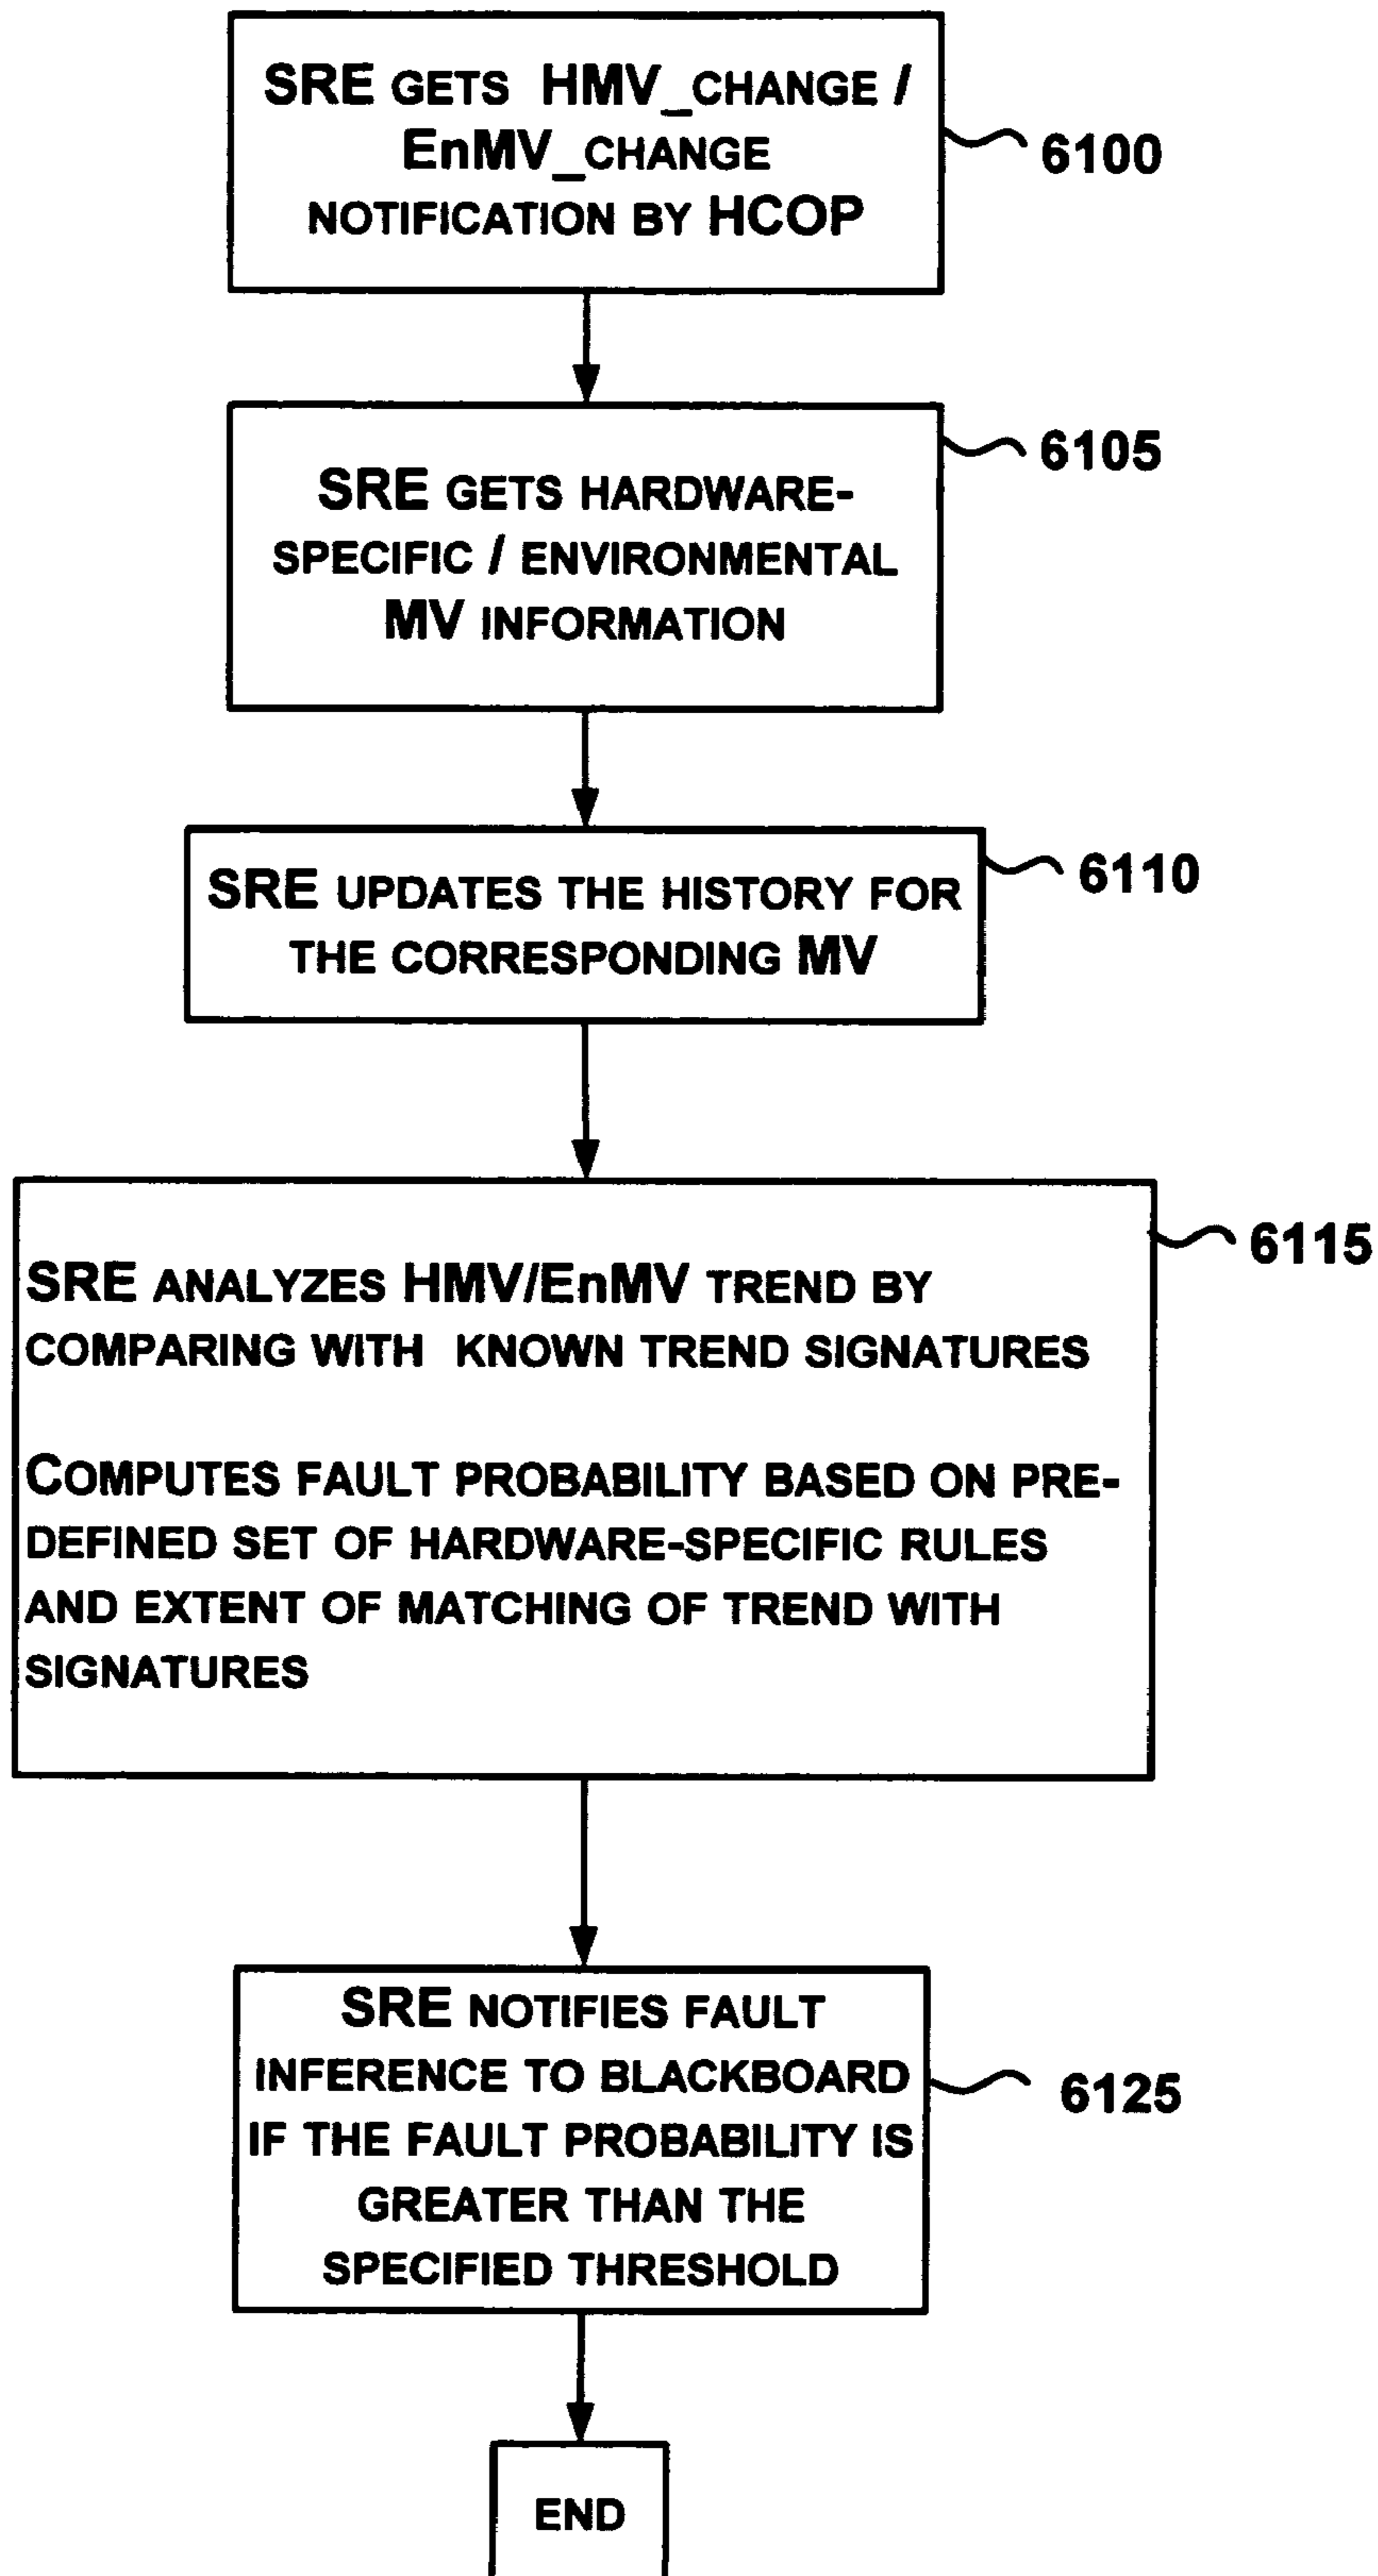 SRE GETS HMV_CHANGE /
EnMV_CHANGE
NOTIFICATION BY HCOP
6100
SRE GETS HARDWARE-
SPECIFIC / ENVIRONMENTAL
MV INFORMATION
6105
SRE UPDATES THE HISTORY FOR
THE CORRESPONDING MV
6110
SRE ANALYZES HMV/EnMV TREND BY
COMPARING WITH KNOWN TREND SIGNATURES
COMPUTES FAULT PROBABILITY BASED ON PRE-
DEFINED SET OF HARDWARE-SPECIFIC RULES
AND EXTENT OF MATCHING OF TREND WITH
SIGNATURES
6115
SRE NOTIFIES FAULT
INFERENCE TO BLACKBOARD
IF THE FAULT PROBABILITY IS
GREATER THAN THE
SPECIFIED THRESHOLD
6125
END